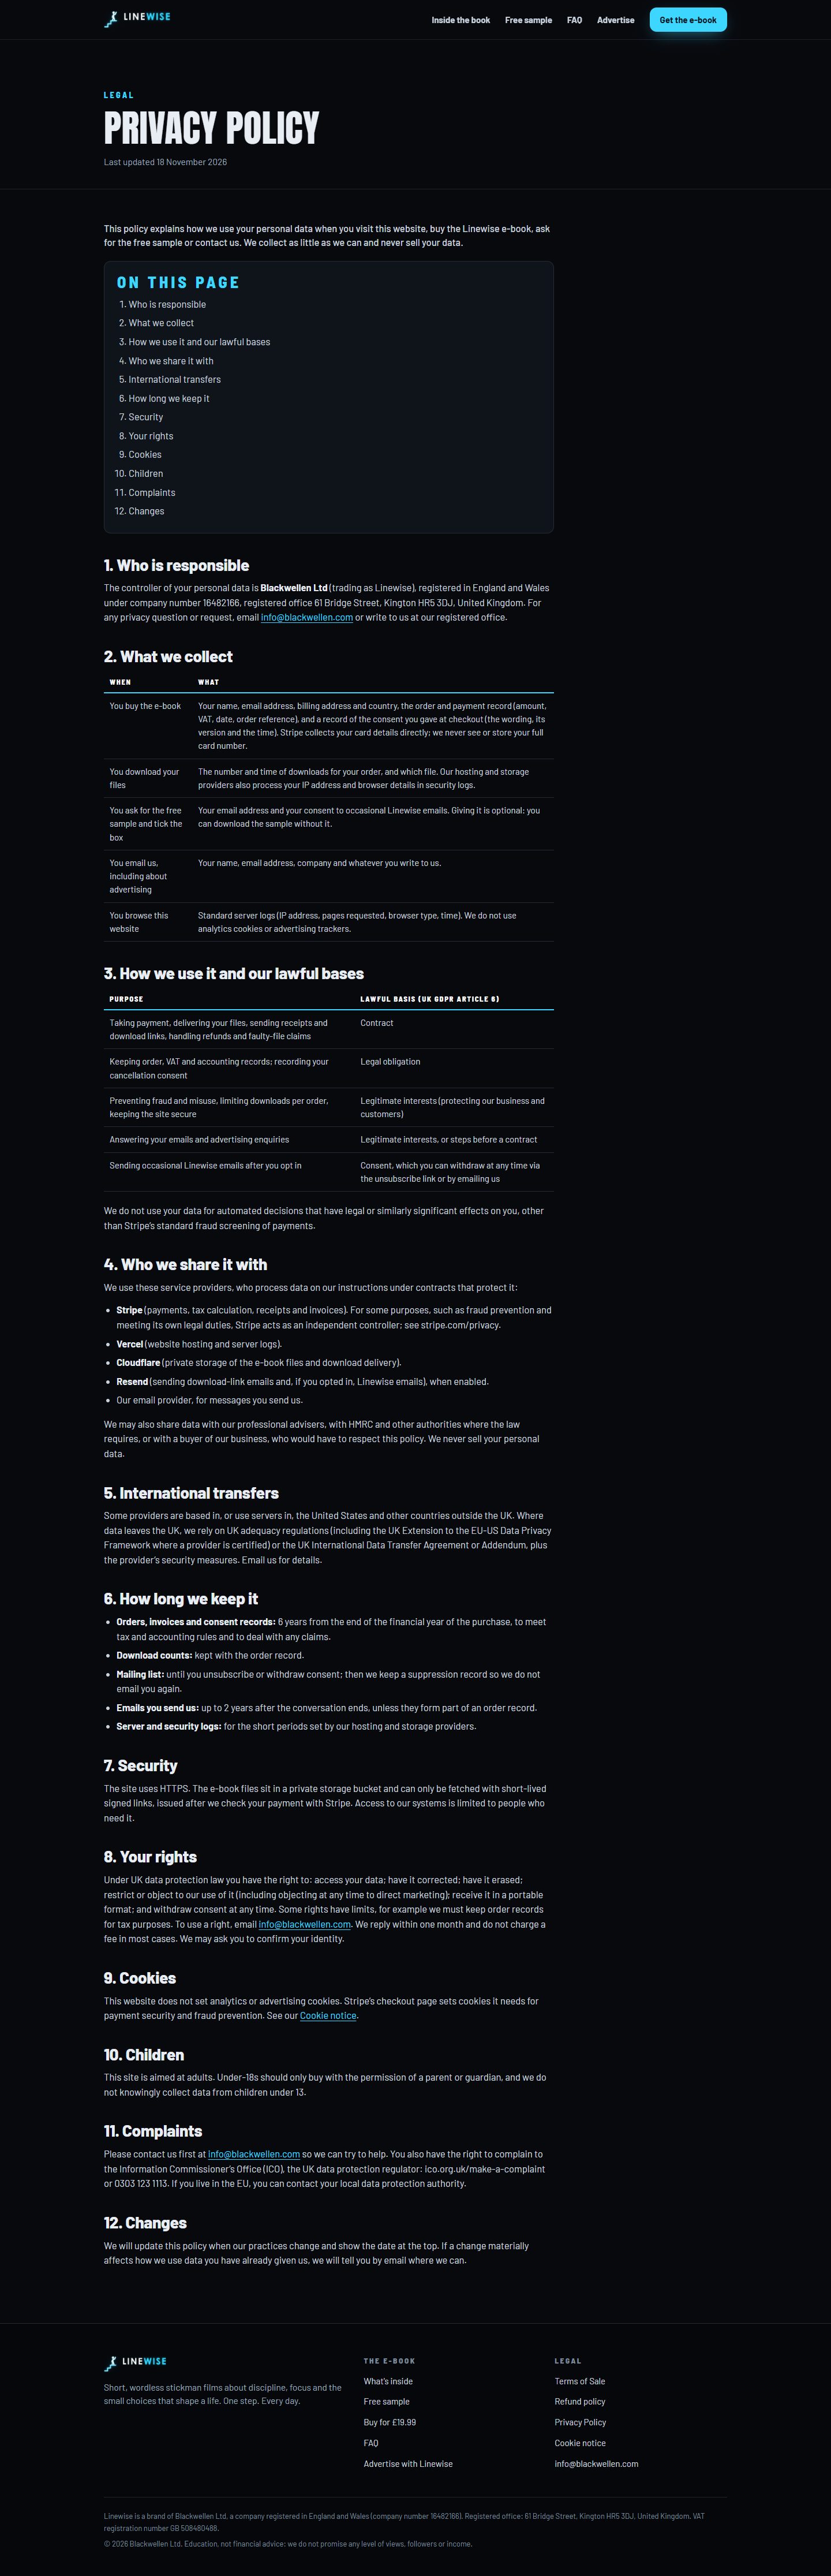 LINEWISE
Inside the book
Free sample
FAQ
Advertise
Get the e-book
LEGAL
PRIVACY POLICY
Last updated 18 November 2026
This policy explains how we use your personal data when you visit this website, buy the Linewise e-book, ask
for the free sample or contact us. We collect as little as we can and never sell your data.
ON THIS PAGE
1. Who is responsible
2. What we collect
3. How we use it and our lawful bases
4. Who we share it with
5. International transfers
6. How long we keep it
7. Security
8. Your rights
9. Cookies
10. Children
11. Complaints
12. Changes
1. Who is responsible
The controller of your personal data is Blackwellen Ltd (trading as Linewise), registered in England and Wales
under company number 16482166, registered office 61 Bridge Street, Kington HR5 3DJ, United Kingdom. For
any privacy question or request, email info@blackwellen.com or write to us at our registered office.
2. What we collect
WHEN
WHAT
You buy the e-book
Your name, email address, billing address and country, the order and payment record (amount,
VAT, date, order reference), and a record of the consent you gave at checkout (the wording, its
version and the time). Stripe collects your card details directly; we never see or store your full
card number.
You download your
files
The number and time of downloads for your order, and which file. Our hosting and storage
providers also process your IP address and browser details in security logs.
You ask for the free
sample and tick the
box
Your email address and your consent to occasional Linewise emails. Giving it is optional: you
can download the sample without it.
You email us,
including about
advertising
Your name, email address, company and whatever you write to us.
You browse this
website
Standard server logs (IP address, pages requested, browser type, time). We do not use
analytics cookies or advertising trackers.
3. How we use it and our lawful bases
PURPOSE
LAWFUL BASIS (UK GDPR ARTICLE 6)
Taking payment, delivering your files, sending receipts and
download links, handling refunds and faulty-file claims
Contract
Keeping order, VAT and accounting records; recording your
cancellation consent
Legal obligation
Preventing fraud and misuse, limiting downloads per order,
keeping the site secure
Legitimate interests (protecting our business and
customers)
Answering your emails and advertising enquiries
Legitimate interests, or steps before a contract
Sending occasional Linewise emails after you opt in
Consent, which you can withdraw at any time via
the unsubscribe link or by emailing us
We do not use your data for automated decisions that have legal or similarly significant effects on you, other
than Stripe's standard fraud screening of payments.
4. Who we share it with
We use these service providers, who process data on our instructions under contracts that protect it:
• Stripe (payments, tax calculation, receipts and invoices). For some purposes, such as fraud prevention and
meeting its own legal duties, Stripe acts as an independent controller; see stripe.com/privacy.
• Vercel (website hosting and server logs).
• Cloudflare (private storage of the e-book files and download delivery).
• Resend (sending download-link emails and, if you opted in, Linewise emails), when enabled.
• Our email provider, for messages you send us.
We may also share data with our professional advisers, with HMRC and other authorities where the law
requires, or with a buyer of our business, who would have to respect this policy. We never sell your personal
data.
5. International transfers
Some providers are based in, or use servers in, the United States and other countries outside the UK. Where
data leaves the UK, we rely on UK adequacy regulations (including the UK Extension to the EU-US Data Privacy
Framework where a provider is certified) or the UK International Data Transfer Agreement or Addendum, plus
the provider's security measures. Email us for details.
6. How long we keep it
• Orders, invoices and consent records: 6 years from the end of the financial year of the purchase, to meet
tax and accounting rules and to deal with any claims.
• Download counts: kept with the order record.
• Mailing list: until you unsubscribe or withdraw consent; then we keep a suppression record so we do not
email you again.
• Emails you send us: up to 2 years after the conversation ends, unless they form part of an order record.
• Server and security logs: for the short periods set by our hosting and storage providers.
7. Security
The site uses HTTPS. The e-book files sit in a private storage bucket and can only be fetched with short-lived
signed links, issued after we check your payment with Stripe. Access to our systems is limited to people who
need it.
8. Your rights
Under UK data protection law you have the right to: access your data; have it corrected; have it erased;
restrict or object to our use of it (including objecting at any time to direct marketing); receive it in a portable
format; and withdraw consent at any time. Some rights have limits, for example we must keep order records
for tax purposes. To use a right, email info@blackwellen.com. We reply within one month and do not charge a
fee in most cases. We may ask you to confirm your identity.
9. Cookies
This website does not set analytics or advertising cookies. Stripe's checkout page sets cookies it needs for
payment security and fraud prevention. See our Cookie notice.
10. Children
This site is aimed at adults. Under-18s should only buy with the permission of a parent or guardian, and we do
not knowingly collect data from children under 13.
11. Complaints
Please contact us first at info@blackwellen.com so we can try to help. You also have the right to complain to
the Information Commissioner's Office (ICO), the UK data protection regulator: ico.org.uk/make-a-complaint
or 0303 123 1113. If you live in the EU, you can contact your local data protection authority.
12. Changes
We will update this policy when our practices change and show the date at the top. If a change materially
affects how we use data you have already given us, we will tell you by email where we can.
LINEWISE
Short, wordless stickman films about discipline, focus and the
small choices that shape a life. One step. Every day.
THE E-BOOK
What's inside
Free sample
Buy for £19.99
FAQ
Advertise with Linewise
LEGAL
Terms of Sale
Refund policy
Privacy Policy
Cookie notice
info@blackwellen.com
Linewise is a brand of Blackwellen Ltd, a company registered in England and Wales (company number 16482166). Registered office: 61 Bridge Street, Kington HR5 3DJ, United Kingdom. VAT
registration number GB 508480488.
© 2026 Blackwellen Ltd. Education, not financial advice: we do not promise any level of views, followers or income.